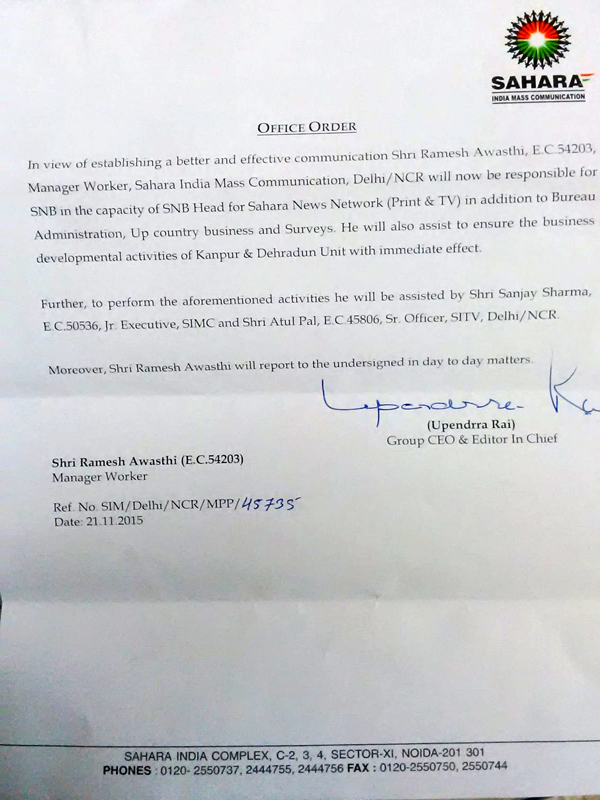 SAHARA
INDIA MASS COMMUNICATION
OFFICE ORDER
In view of establishing a better and effective communication Shri Ramesh Awasthi, E.C.54203,
Manager Worker, Sahara India Mass Communication, Delhi/NCR will now be responsible for
SNB in the capacity of SNB Head for Sahara News Network (Print & TV) in addition to Bureau
Administration, Up country business and Surveys. He will also assist to ensure the business
developmental activities of Kanpur & Dehradun Unit with immediate effect.
Further, to perform the aforementioned activities he will be assisted by Shri Sanjay Sharma,
E.C.50536, Jr. Executive, SIMC and Shri Atul Pal, E.C.45806, Sr. Officer, SITV, Delhi/NCR.
Moreover, Shri Ramesh Awasthi will report to the undersigned in day to day matters.
(Upendrra Rai)
Group CEO & Editor In Chief
Shri Ramesh Awasthi (E.C.54203)
Manager Worker
Ref. No. SIM/Delhi/NCR/MPP/45735
Date: 21.11.2015
SAHARA INDIA COMPLEX, C-2, 3, 4, SECTOR-XI, NOIDA-201 301
PHONES : 0120- 2550737, 2444755, 2444756 FAX : 0120-2550750, 2550744